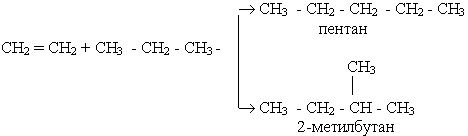 CH₃ - CH₂ - CH₂ - CH₂ - CH₃
пентан
CH₂ = CH₂ + CH₃ - CH₂ - CH₃ -
CH₃
CH₃ - CH₂ - CH - CH₃
2-метилбутан